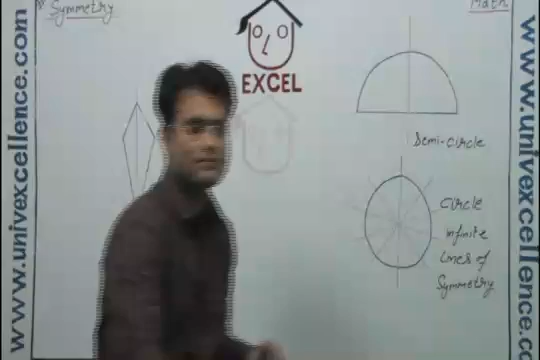 Symmetry
Math
EXCEL
Semi-circle
Circle
infinite
Lines of
Symmetry
www.univexcellence.com
www.univexcellence.com